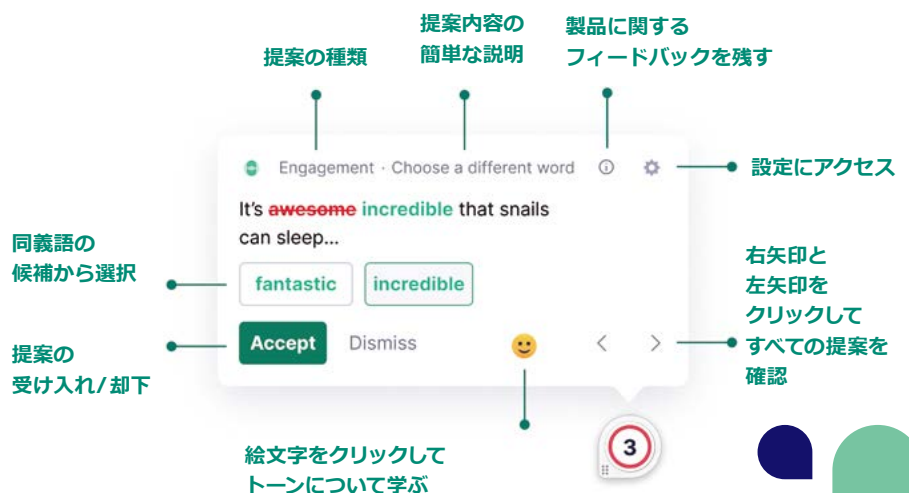 提案の種類
提案内容の
簡単な説明
製品に関する
フィードバックを残す
Engagement · Choose a different word
設定にアクセス
It's awesome incredible that snails
can sleep...
同義語の
候補から選択
fantastic incredible
右矢印と
左矢印を
クリックして
すべての提案を
確認
提案の
受け入れ/却下
Accept Dismiss
3
絵文字をクリックして
トーンについて学ぶ